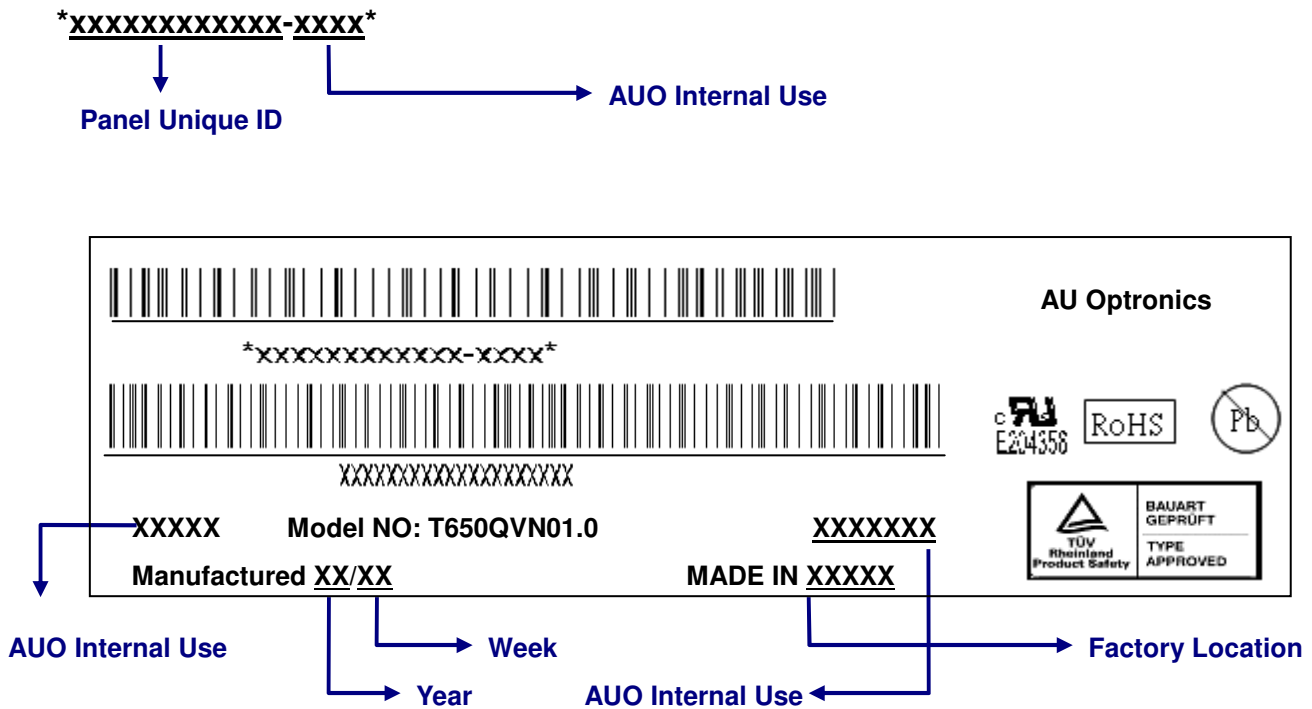 *xxxxxxxxxxxx-xxxx*
AUO Internal Use
Panel Unique ID
AU Optronics
*xxxxxxxxxxxx-xxxx*
c RU
E204356
RoHS
Pb
XXXXXXXXXXXXXXXXXXXX
XXXXX Model NO: T650QVN01.0 XXXXXXX
BAUART
GEPRÜFT
TÜV
Rheinland
Product Safety
TYPE
APPROVED
Manufactured XX/XX MADE IN XXXXX
AUO Internal Use
Week
Factory Location
Year
AUO Internal Use